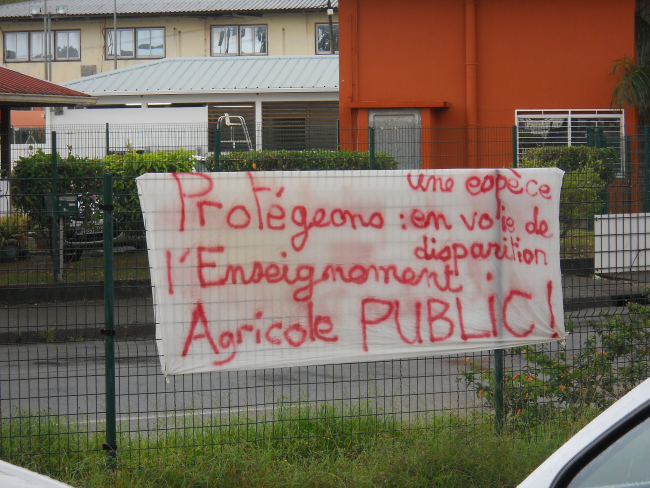 Protégeons : une espèce
en voie de
disparition
l'Enseignement
Agricole PUBLIC !